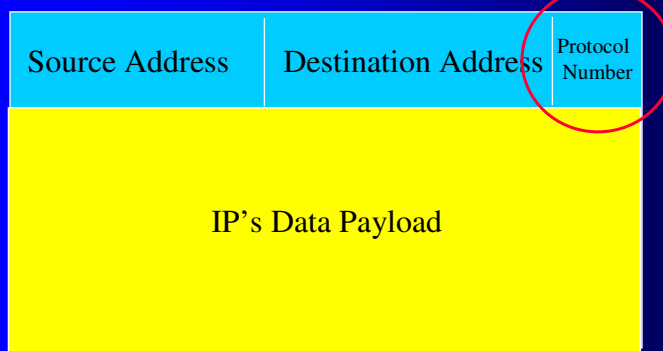 Source Address
Destination Address
Protocol
Number
IP’s Data Payload